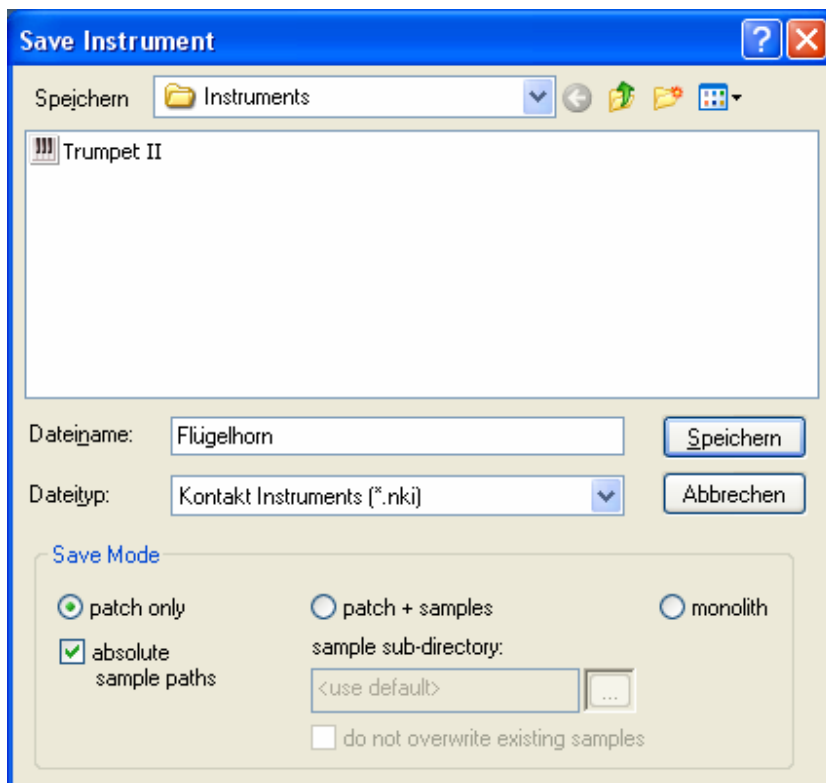 Save Instrument
Speichern Instruments
Trumpet II
Dateiname: Flügelhorn Speichern
Dateityp: Kontakt Instruments (*.nki) Abbrechen
Save Mode
patch only patch + samples monolith
absolute sample paths
sample sub-directory:
<use default> ...
do not overwrite existing samples